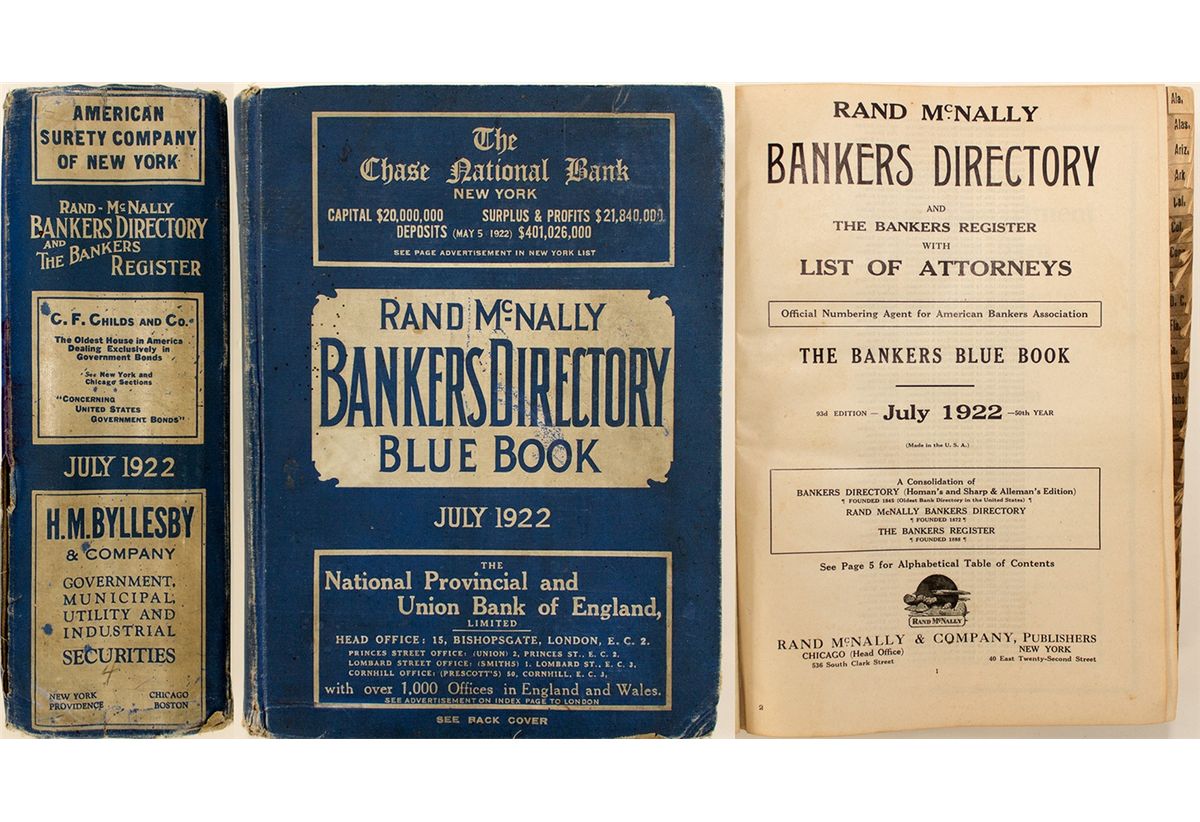 AMERICAN
SURETY COMPANY
OF NEW YORK
RAND-McNALLY
BANKERS DIRECTORY
AND
THE BANKERS
REGISTER
C. F. CHILDS AND CO.
The Oldest House in America
Dealing Exclusively in
Government Bonds
See New York and
Chicago Sections
"CONCERNING
UNITED STATES
GOVERNMENT BONDS"
JULY 1922
H.M.BYLLESBY
& COMPANY
GOVERNMENT,
MUNICIPAL,
UTILITY AND
INDUSTRIAL
SECURITIES
4
NEW YORK CHICAGO
PROVIDENCE BOSTON
The
Chase National Bank
NEW YORK
CAPITAL $20,000,000 SURPLUS & PROFITS $21,840,000
DEPOSITS (MAY 5 1922) $401,026,000
SEE PAGE ADVERTISEMENT IN NEW YORK LIST
RAND McNALLY
BANKERS DIRECTORY
BLUE BOOK
JULY 1922
THE
National Provincial and
Union Bank of England,
LIMITED
HEAD OFFICE: 15, BISHOPSGATE, LONDON, E. C. 2.
PRINCES STREET OFFICE: (UNION) 2, PRINCES ST., E. C. 2.
LOMBARD STREET OFFICE: (SMITHS) 1, LOMBARD ST., E. C. 3,
CORNHILL OFFICE: (PRESCOTT'S) 50, CORNHILL, E. C. 3,
with over 1,000 Offices in England and Wales.
SEE ADVERTISEMENT ON INDEX PAGE TO LONDON
SEE BACK COVER
RAND McNALLY
BANKERS DIRECTORY
AND
THE BANKERS REGISTER
WITH
LIST OF ATTORNEYS
Official Numbering Agent for American Bankers Association
THE BANKERS BLUE BOOK
93d EDITION — July 1922 —50th YEAR
(Made in the U. S. A.)
A Consolidation of
BANKERS DIRECTORY (Homan's and Sharp & Alleman's Edition)
¶ FOUNDED 1845 (Oldest Bank Directory in the United States) ¶
RAND McNALLY BANKERS DIRECTORY
¶ FOUNDED 1872 ¶
THE BANKERS REGISTER
¶ FOUNDED 1888 ¶
See Page 5 for Alphabetical Table of Contents
RAND McNALLY
RAND McNALLY & COMPANY, PUBLISHERS
CHICAGO (Head Office) NEW YORK
536 South Clark Street 40 East Twenty-Second Street
1
2
Ala.
Alas.
Ariz.
Ark
Cal.
Col.
D. C.
Fla.